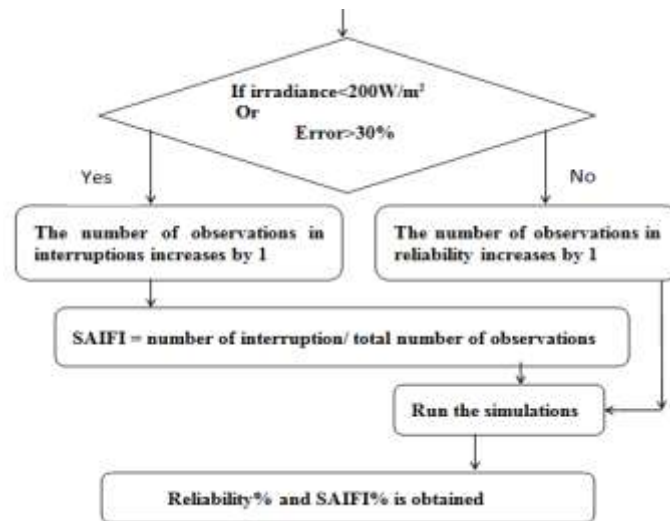 If irradiance<200W/m²
Or
Error>30%
Yes
No
The number of observations in
interruptions increases by 1
The number of observations in
reliability increases by 1
SAIFI = number of interruption/ total number of observations
Run the simulations
Reliability% and SAIFI% is obtained